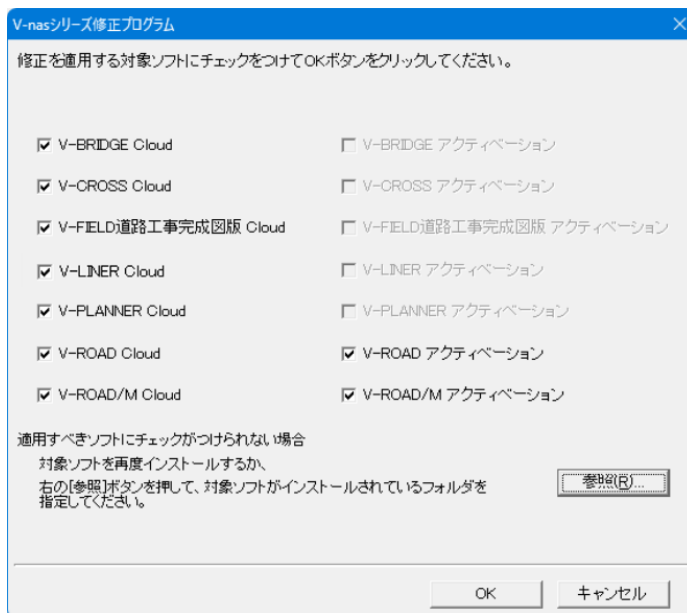 V-nasシリーズ修正プログラム
修正を適用する対象ソフトにチェックをつけてOKボタンをクリックしてください。
V-BRIDGE Cloud
V-BRIDGE アクティベーション
V-CROSS Cloud
V-CROSS アクティベーション
V-FIELD道路工事完成図版 Cloud
V-FIELD道路工事完成図版 アクティベーション
V-LINER Cloud
V-LINER アクティベーション
V-PLANNER Cloud
V-PLANNER アクティベーション
V-ROAD Cloud
V-ROAD アクティベーション
V-ROAD/M Cloud
V-ROAD/M アクティベーション
適用すべきソフトにチェックがつけられない場合
対象ソフトを再度インストールするか、
右の[参照]ボタンを押して、対象ソフトがインストールされているフォルダを
指定してください。
参照(R)...
OK
キャンセル